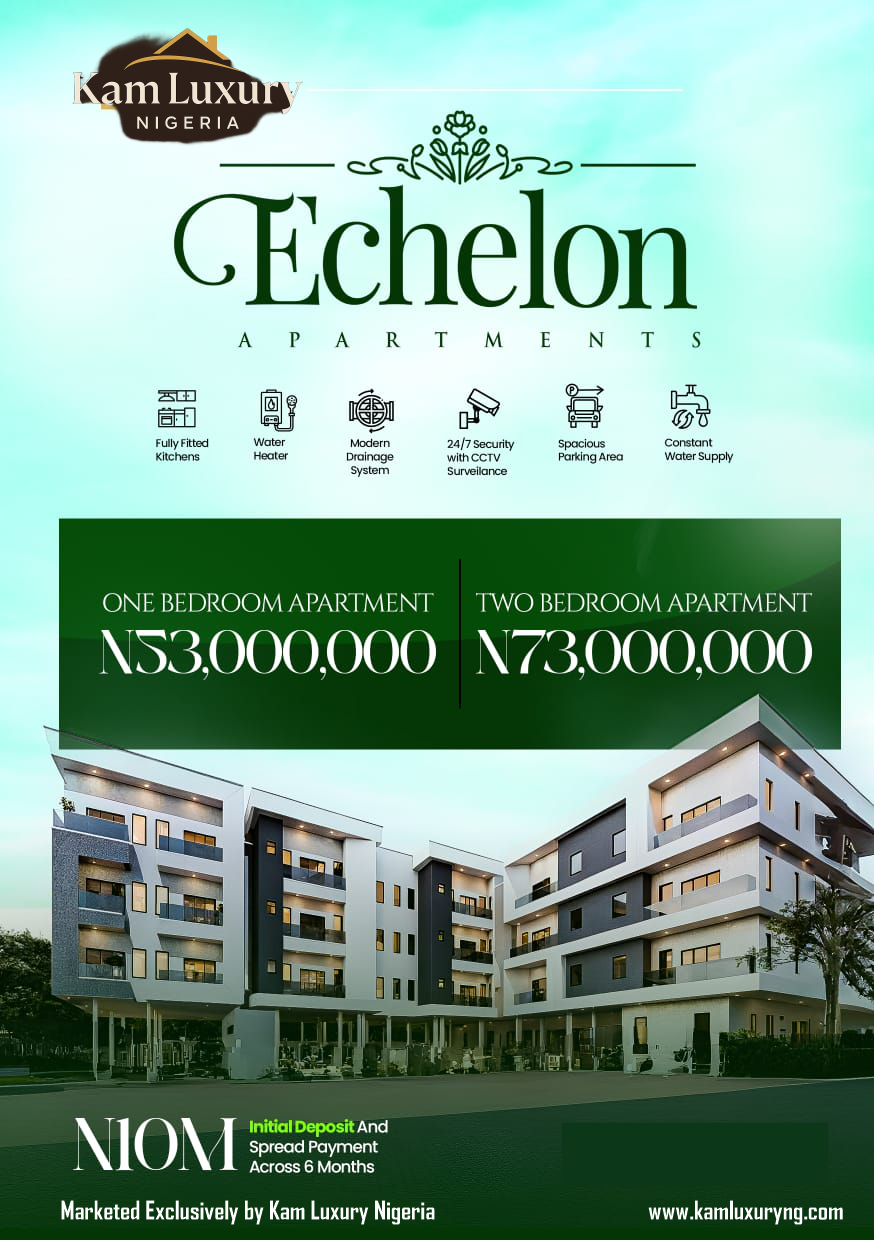 Kam Luxury
NIGERIA
Echelon
APARTMENTS
Fully Fitted
Kitchens
Water
Heater
Modern
Drainage
System
24/7 Security
with CCTV
Surveilance
P
Spacious
Parking Area
Constant
Water Supply
ONE BEDROOM APARTMENT
N53,000,000
TWO BEDROOM APARTMENT
N73,000,000
N10M
Initial Deposit And
Spread Payment
Across 6 Months
Marketed Exclusively by Kam Luxury Nigeria
www.kamluxuryng.com